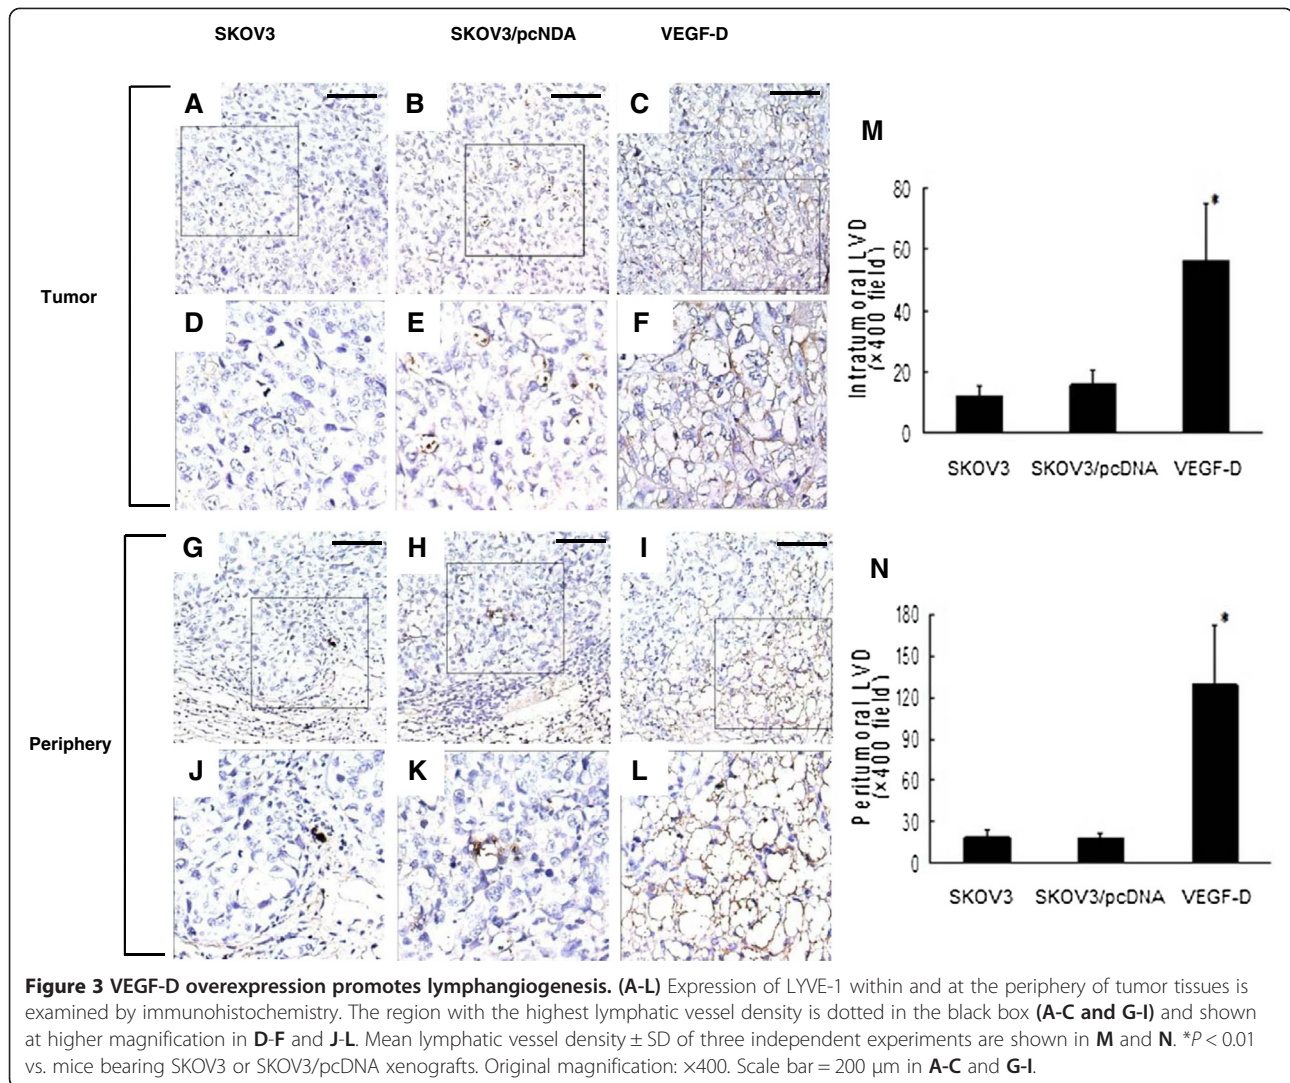 SKOV3 SKOV3/pcNDA VEGF-D
A B C
Tumor
D E F
M
Intratumoral LVD
(×400 field)
80
60
40
20
0
SKOV3 SKOV3/pcDNA VEGF-D
*
G H I
Periphery
J K L
N
Peritumoral LVD
(×400 field)
180
150
120
90
60
30
0
SKOV3 SKOV3/pcDNA VEGF-D
*
Figure 3 VEGF-D overexpression promotes lymphangiogenesis. (A-L) Expression of LYVE-1 within and at the periphery of tumor tissues is
examined by immunohistochemistry. The region with the highest lymphatic vessel density is dotted in the black box (A-C and G-I) and shown
at higher magnification in D-F and J-L. Mean lymphatic vessel density ± SD of three independent experiments are shown in M and N. *P < 0.01
vs. mice bearing SKOV3 or SKOV3/pcDNA xenografts. Original magnification: ×400. Scale bar = 200 μm in A-C and G-I.